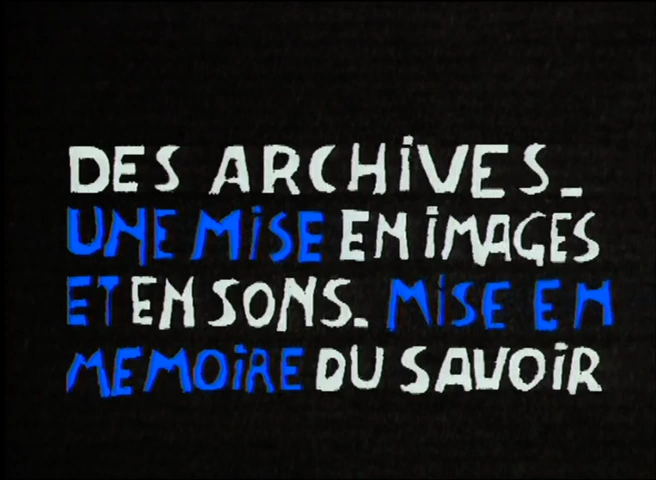 DES ARCHiVES_
UNE MiSE EN iMAGES
ET EN SONS_ MiSE EN
MEMOiRE DU SAVOiR